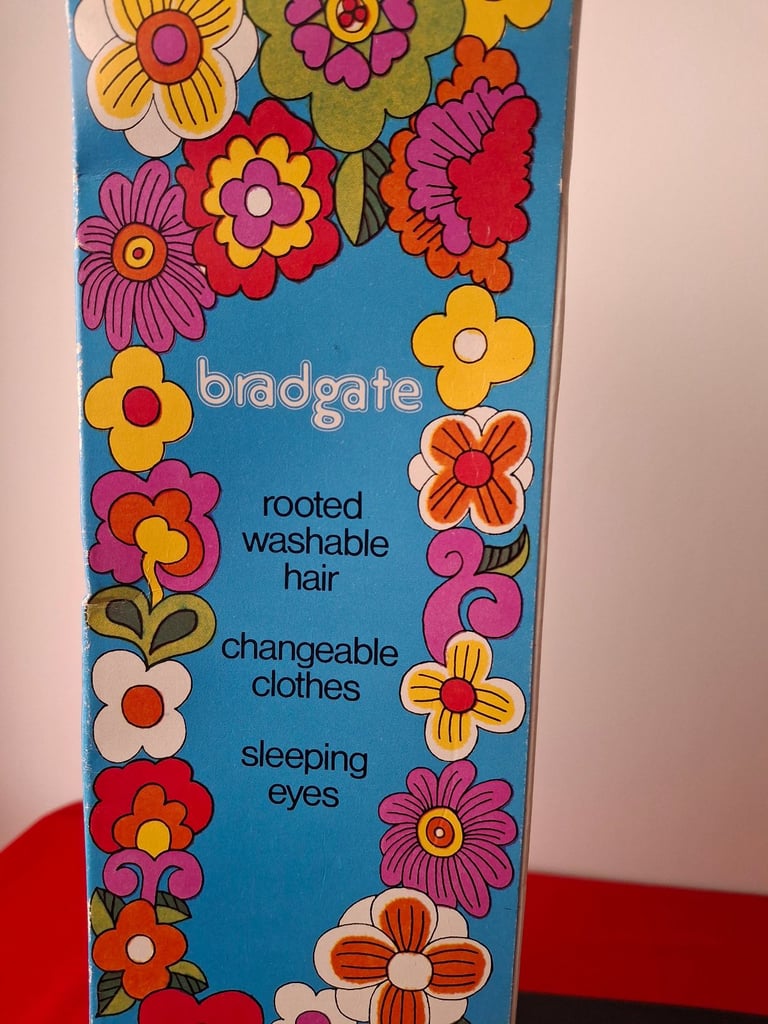 bradgate
rooted
washable
hair
changeable
clothes
sleeping
eyes